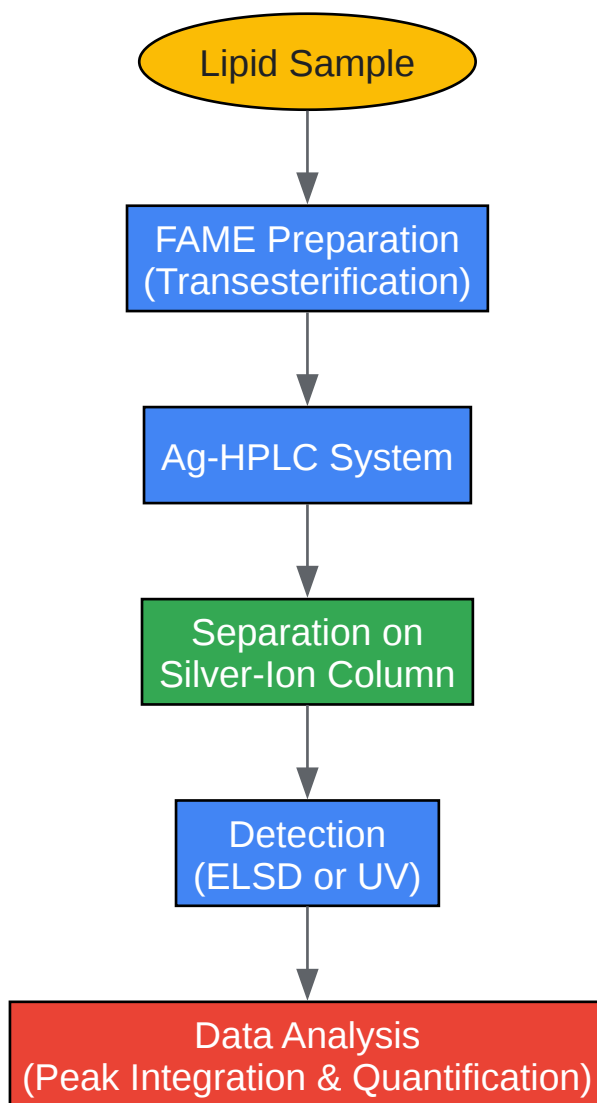 Lipid Sample
FAME Preparation
(Transesterification)
Ag-HPLC System
Separation on
Silver-Ion Column
Detection
(ELSD or UV)
Data Analysis
(Peak Integration & Quantification)